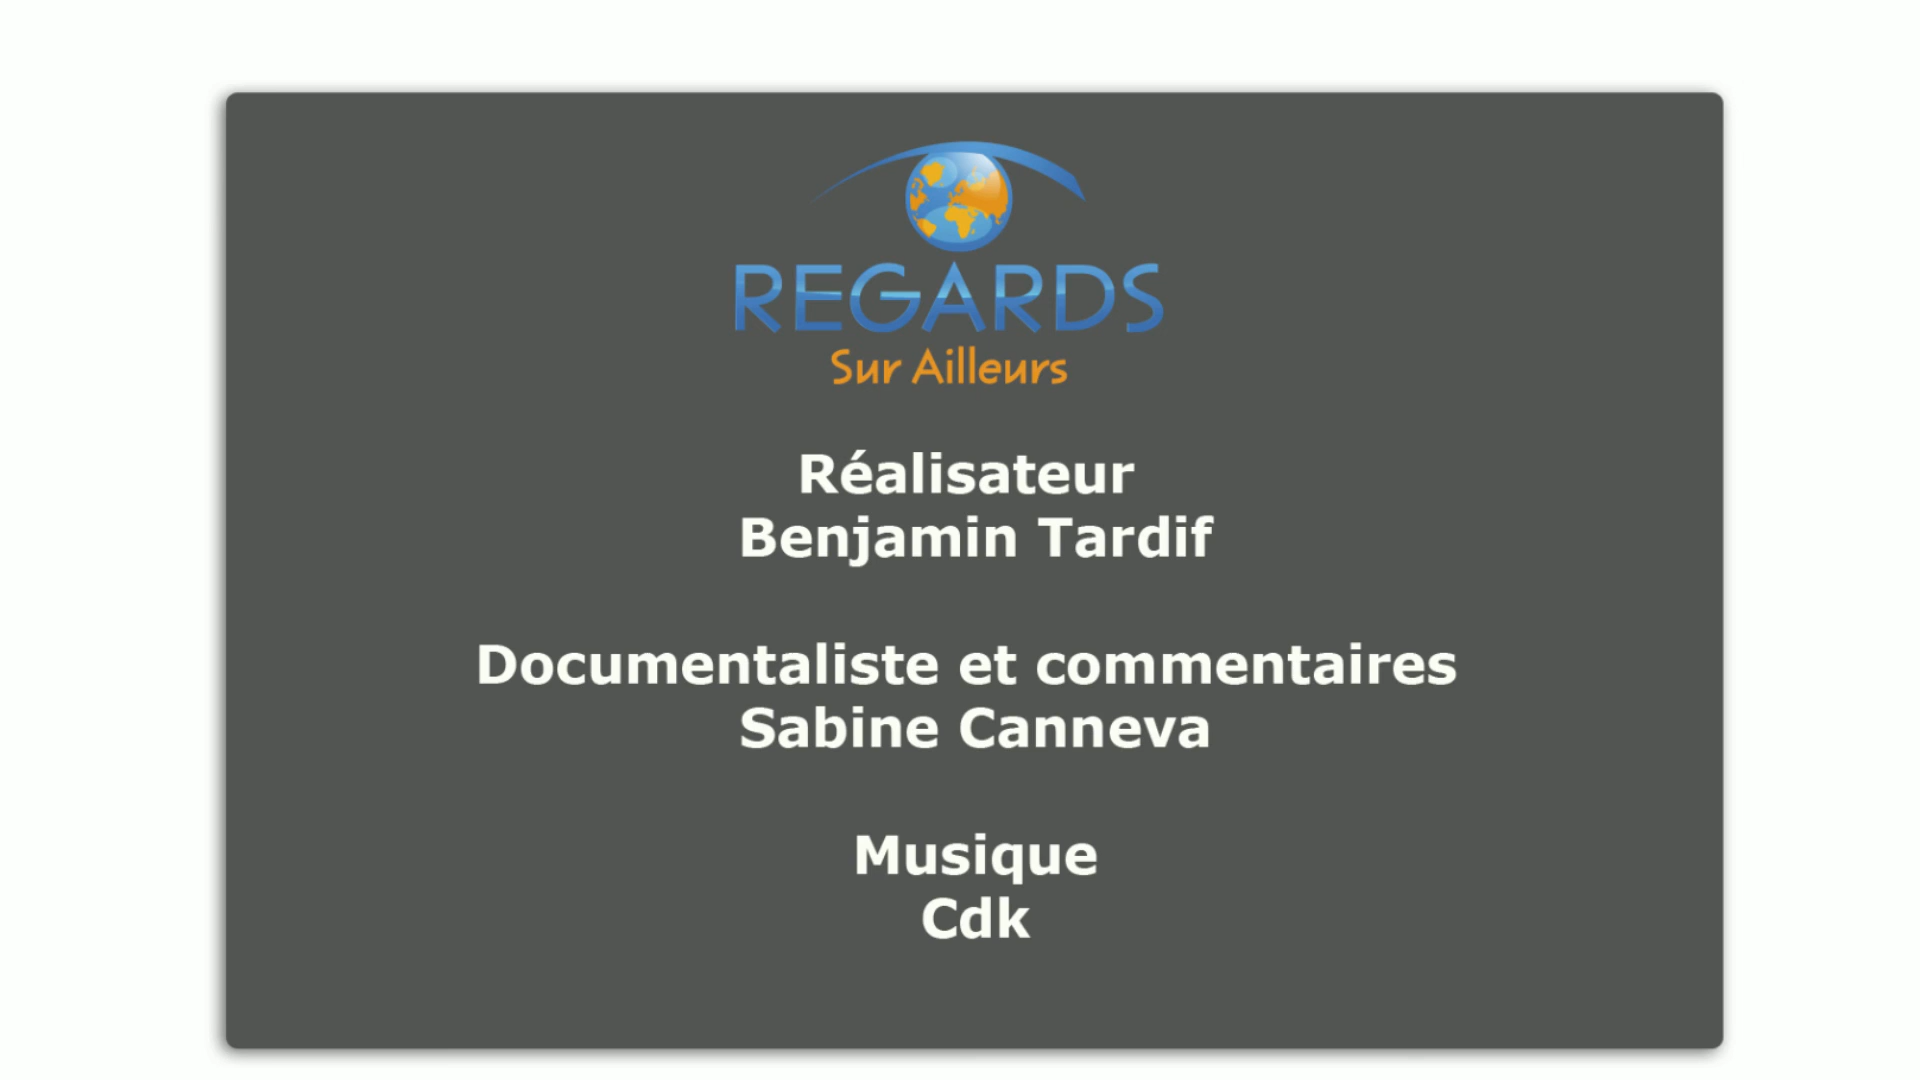 REGARDS
Sur Ailleurs
Réalisateur
Benjamin Tardif
Documentaliste et commentaires
Sabine Canneva
Musique
Cdk